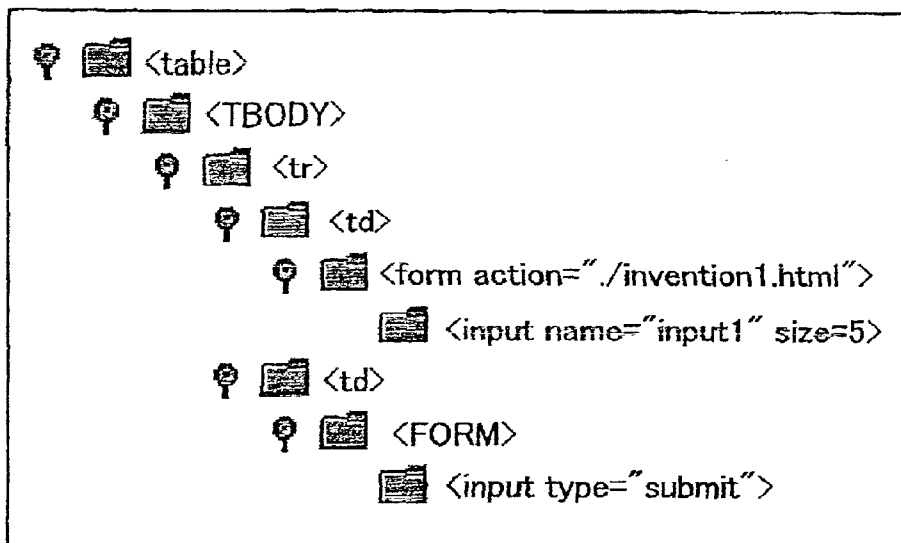 <table>
<TBODY>
<tr>
<td>
<form action="./invention1.html">
<input name="input1" size=5>
<td>
<FORM>
<input type="submit">